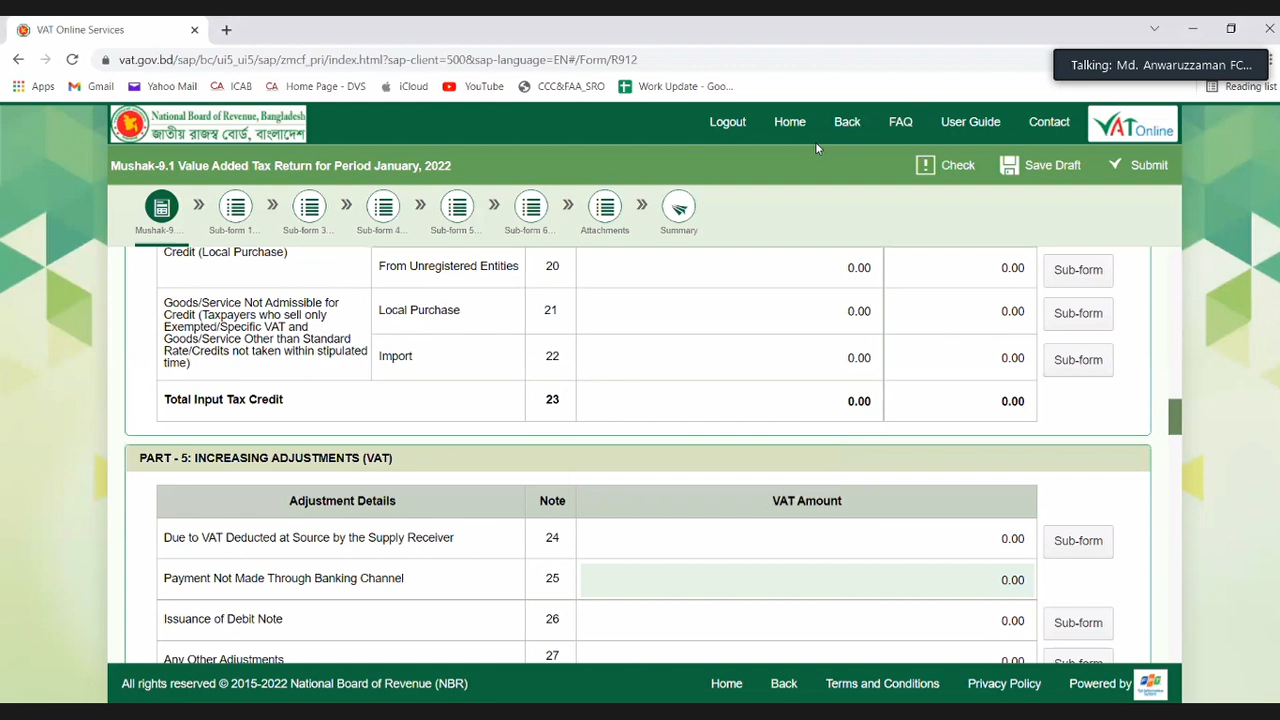 VAT Online Services
vat.gov.bd/sap/bc/ui5_ui5/sap/zmcf_pri/index.html?sap-client=500&sap-language=EN#/Form/R912
Talking: Md. Anwaruzzaman FC...
Apps Gmail Yahoo Mail CA ICAB CA Home Page - DVS iCloud YouTube CCC&FAA_SRO Work Update - Goo... Reading list
National Board of Revenue, Bangladesh
জাতীয় রাজস্ব বোর্ড, বাংলাদেশ
Logout Home Back FAQ User Guide Contact VAT Online
Mushak-9.1 Value Added Tax Return for Period January, 2022 Check Save Draft Submit
Mushak-9.... Sub-form 1... Sub-form 3... Sub-form 4... Sub-form 5... Sub-form 6... Attachments Summary
Credit (Local Purchase)
From Unregistered Entities 20 0.00 0.00 Sub-form
Goods/Service Not Admissible for
Credit (Taxpayers who sell only
Exempted/Specific VAT and
Goods/Service Other than Standard
Rate/Credits not taken within stipulated
time)
Local Purchase 21 0.00 0.00 Sub-form
Import 22 0.00 0.00 Sub-form
Total Input Tax Credit 23 0.00 0.00
PART - 5: INCREASING ADJUSTMENTS (VAT)
Adjustment Details Note VAT Amount
Due to VAT Deducted at Source by the Supply Receiver 24 0.00 Sub-form
Payment Not Made Through Banking Channel 25 0.00
Issuance of Debit Note 26 0.00 Sub-form
Any Other Adjustments 27 0.00 Sub-form
All rights reserved © 2015-2022 National Board of Revenue (NBR) Home Back Terms and Conditions Privacy Policy Powered by FPT